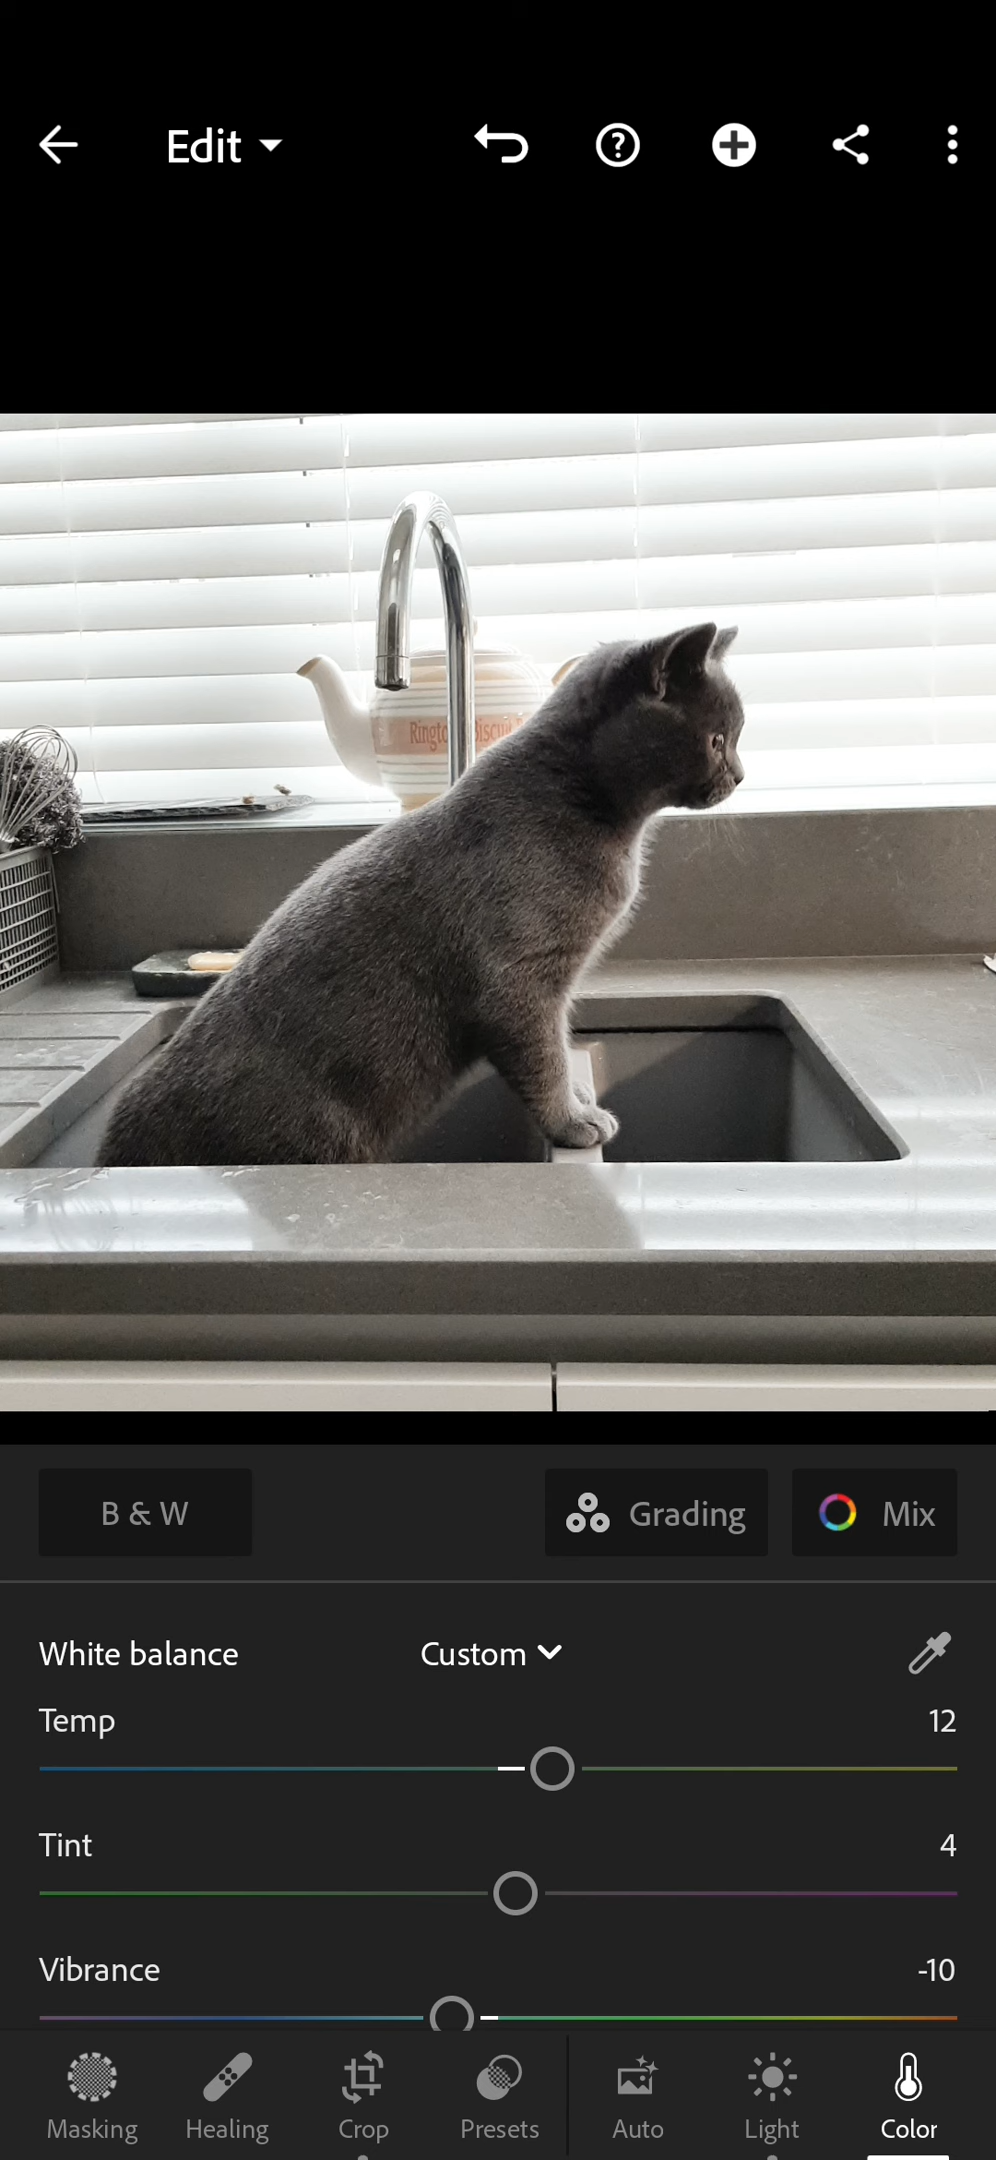 Edit
B & W
Grading
Mix
White balance
Custom
Temp
12
Tint
4
Vibrance
-10
Masking
Healing
Crop
Presets
Auto
Light
Color